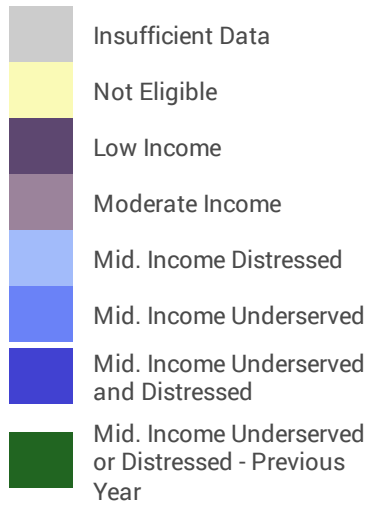 Insufficient Data
Not Eligible
Low Income
Moderate Income
Mid. Income Distressed
Mid. Income Underserved
Mid. Income Underserved
and Distressed
Mid. Income Underserved
or Distressed - Previous
Year